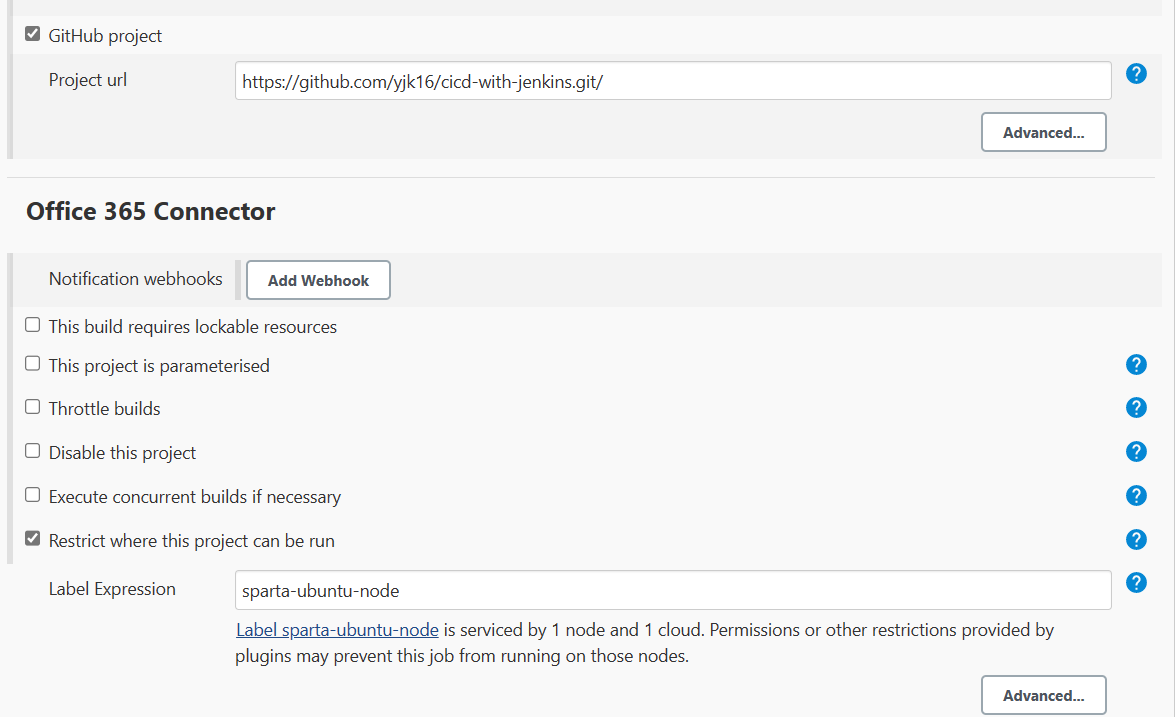 GitHub project
Project url
https://github.com/yjk16/cicd-with-jenkins.git/
?
Advanced...
Office 365 Connector
Notification webhooks
Add Webhook
This build requires lockable resources
This project is parameterised
?
Throttle builds
?
Disable this project
?
Execute concurrent builds if necessary
?
Restrict where this project can be run
?
Label Expression
sparta-ubuntu-node
?
Label sparta-ubuntu-node is serviced by 1 node and 1 cloud. Permissions or other restrictions provided by
plugins may prevent this job from running on those nodes.
Advanced...